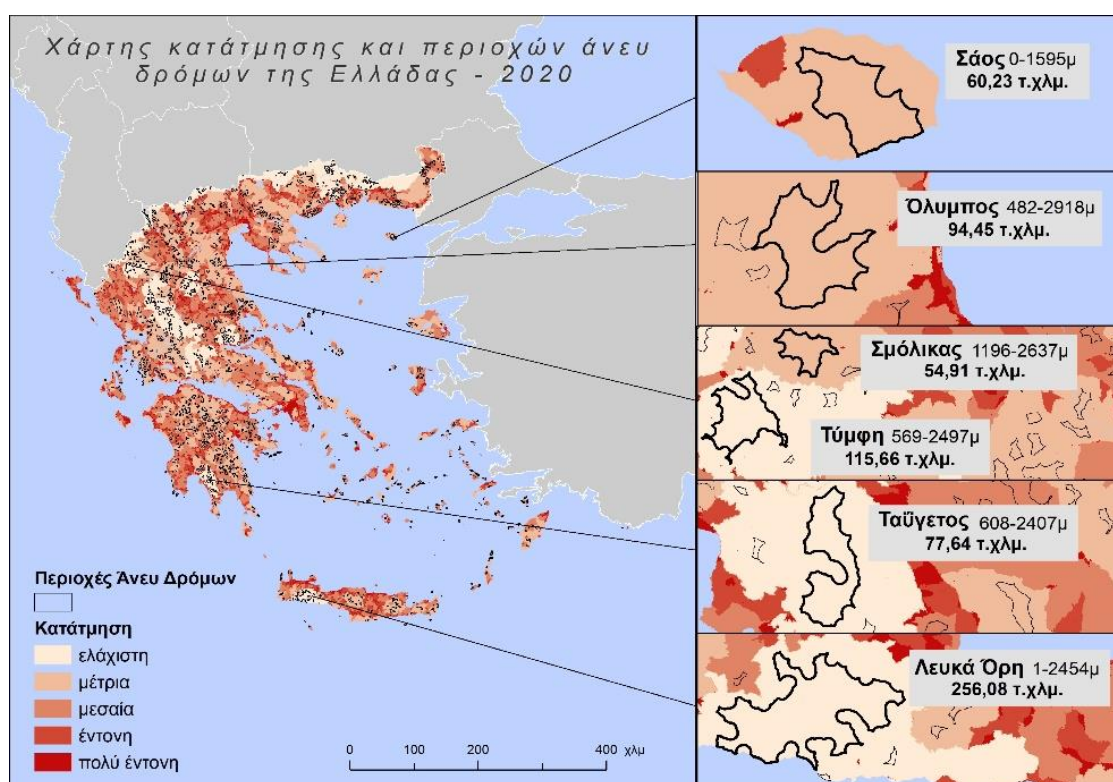 Χάρτης κατάτμησης και περιοχών άνευ
δρόμων της Ελλάδας - 2020
Σάος 0-1595μ
60,23 τ.χλμ.
Όλυμπος 482-2918μ
94,45 τ.χλμ.
Σμόλικας 1196-2637μ
54,91 τ.χλμ.
Τύμφη 569-2497μ
115,66 τ.χλμ.
Ταΰγετος 608-2407μ
77,64 τ.χλμ.
Λευκά Όρη 1-2454μ
256,08 τ.χλμ.
Περιοχές Άνευ Δρόμων
Κατάτμηση
ελάχιστη
μέτρια
μεσαία
έντονη
πολύ έντονη
0 100 200 400 χλμ